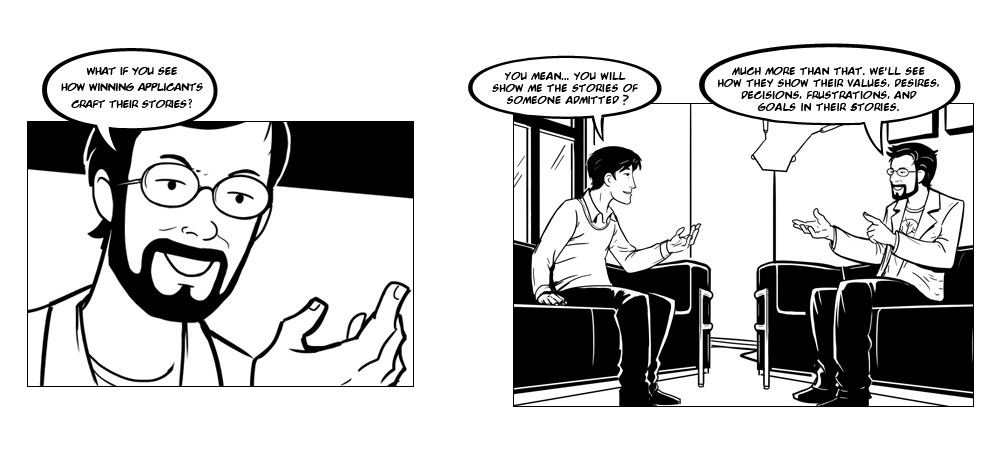 WHAT IF YOU SEE
HOW WINNING APPLICANTS
CRAFT THEIR STORIES?
YOU MEAN... YOU WILL
SHOW ME THE STORIES OF
SOMEONE ADMITTED ?
MUCH MORE THAN THAT. WE'LL SEE
HOW THEY SHOW THEIR VALUES, DESIRES,
DECISIONS, FRUSTRATIONS, AND
GOALS IN THEIR STORIES.